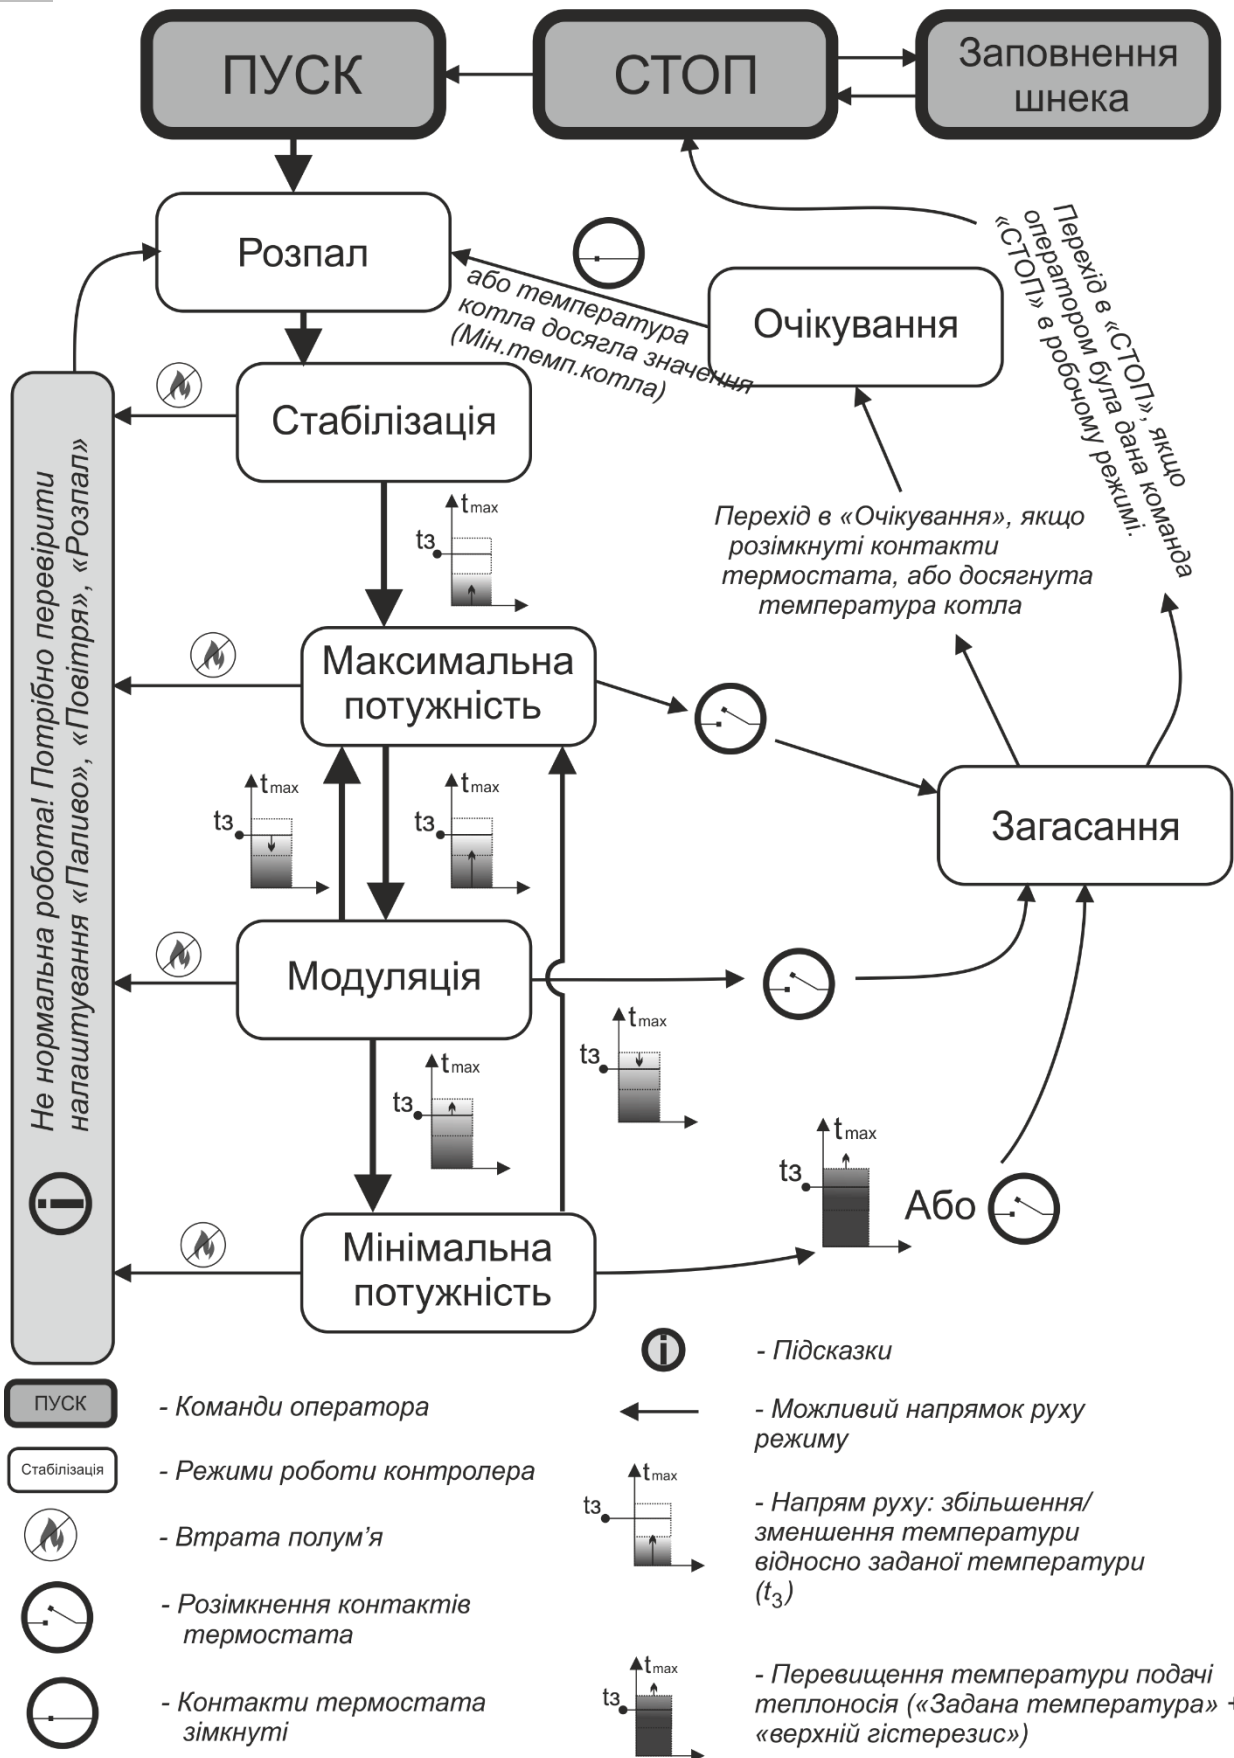 ПУСК
СТОП
Заповнення
шнека
Розпал
або температура
котла досягла значення
(Мін.темп.котла)
Очікування
Перехід в «СТОП», якщо
оператором була дана команда
«СТОП» в робочому режимі.
Стабілізація
Не нормальна робота! Потрібно перевірити
налаштування «Паливо», «Повітря», «Розпал»
tmax
tз
Перехід в «Очікування», якщо
розімкнуті контакти
термостата, або досягнута
температура котла
Максимальна
потужність
tmax
tз
tmax
tз
Загасання
Модуляція
tmax
tз
tmax
tз
tmax
tз
Або
Мінімальна
потужність
ПУСК
- Команди оператора
Стабілізація
- Режими роботи контролера
- Втрата полум’я
- Розімкнення контактів
термостата
- Контакти термостата
зімкнуті
- Підсказки
- Можливий напрямок руху
режиму
tmax
tз
- Напрям руху: збільшення/
зменшення температури
відносно заданої температури
(tз)
tmax
tз
- Перевищення температури подачі
теплоносія («Задана температура» +
«верхній гістерезис»)